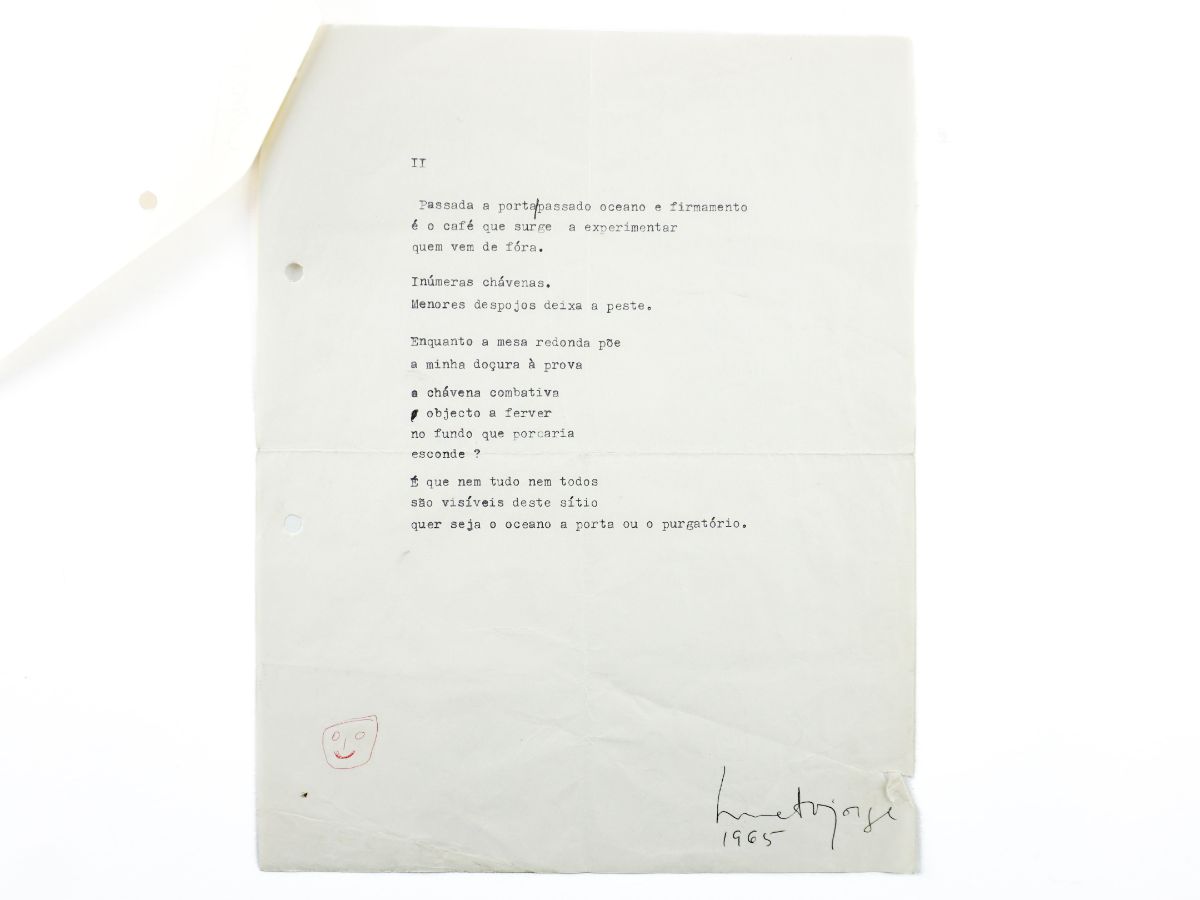 II
Passada a porta/passado oceano e firmamento
é o café que surge a experimentar
quem vem de fóra.
Inúmeras chávenas.
Menores despojos deixa a peste.
Enquanto a mesa redonda põe
a minha doçura à prova
a chávena combativa
objecto a ferver
no fundo que porcaria
esconde ?
É que nem tudo nem todos
são visíveis deste sítio
quer seja o oceano a porta ou o purgatório.
1965